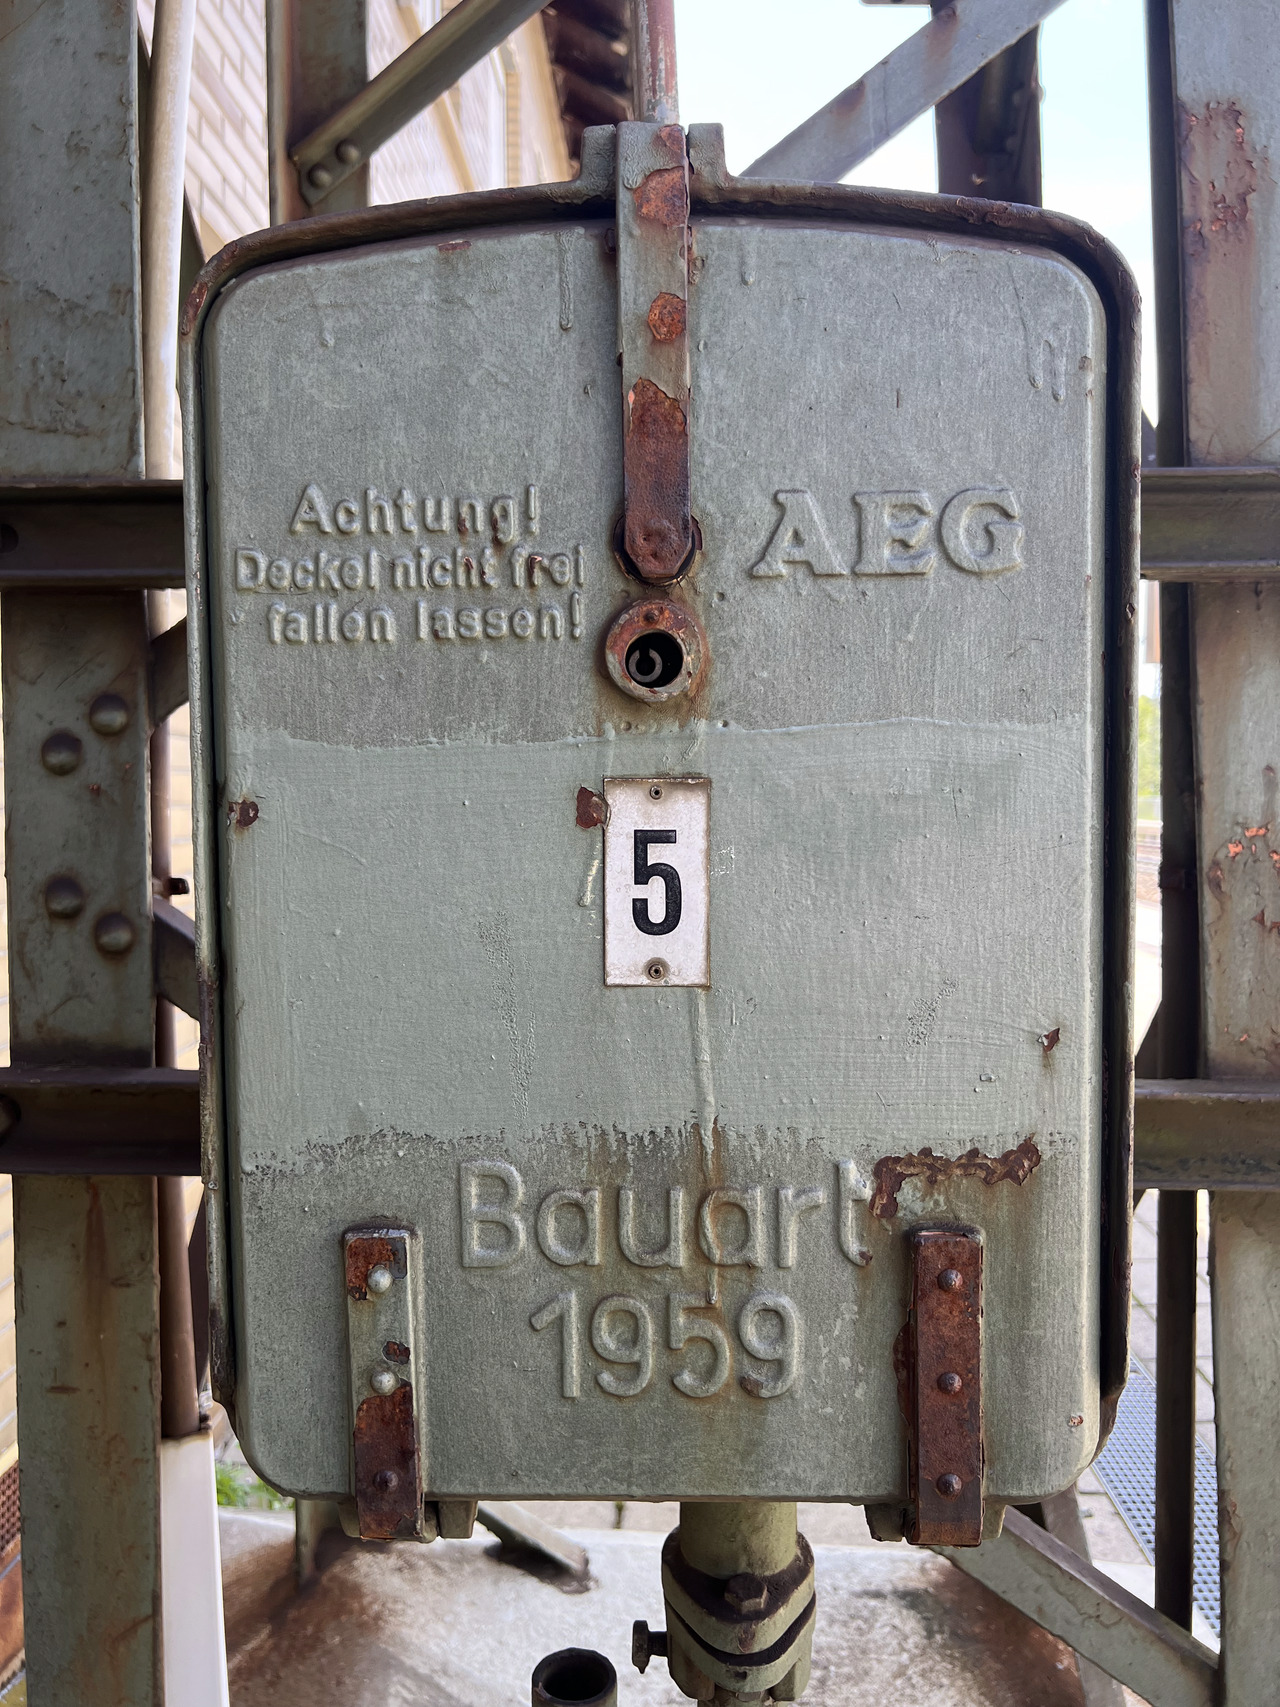 Achtung!
Deckel nicht frei
fallen lassen!
AEG
5
Bauart
1959